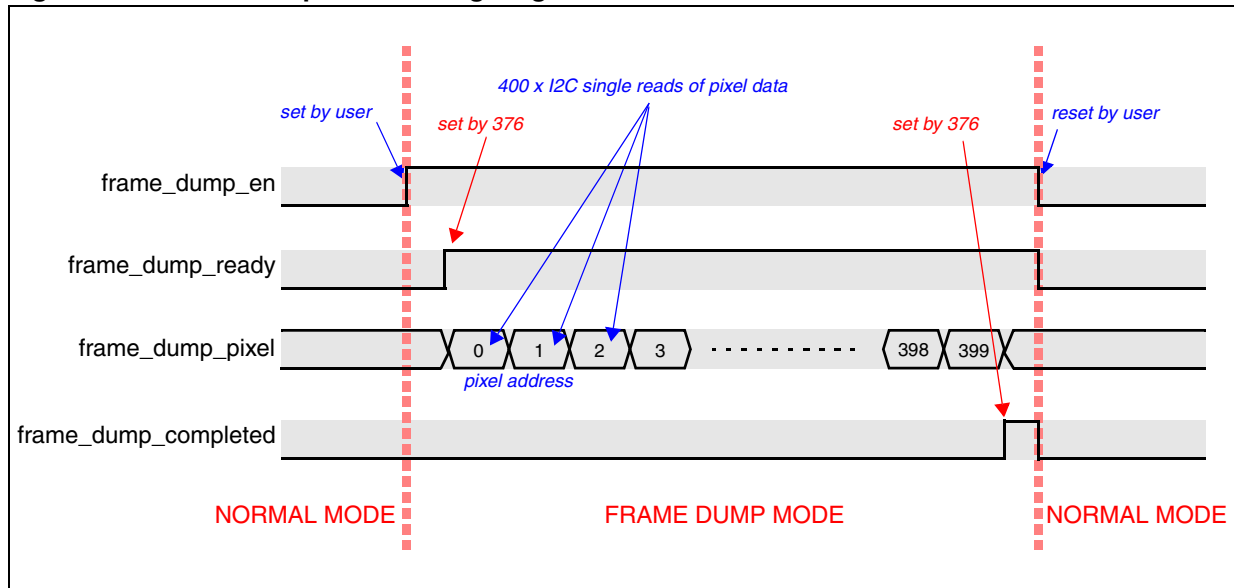 400 x I2C single reads of pixel data
set by user
set by 376
set by 376
reset by user
frame_dump_en
frame_dump_ready
frame_dump_pixel
0
1
2
3
398
399
pixel address
frame_dump_completed
NORMAL MODE
FRAME DUMP MODE
NORMAL MODE